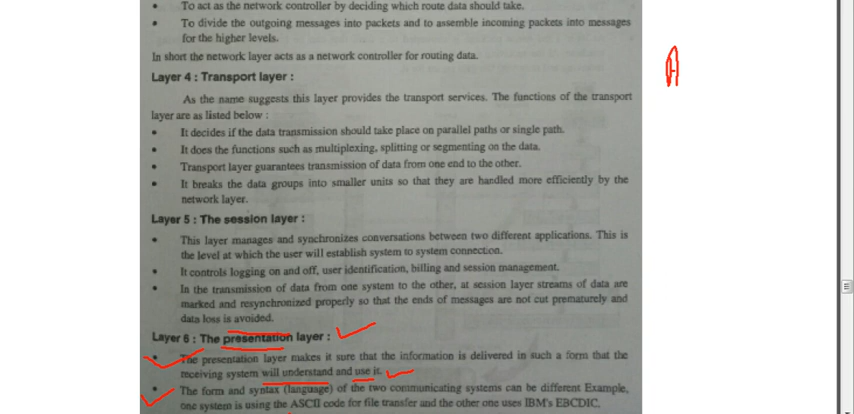 • To act as the network controller by deciding which route data should take.
• To divide the outgoing messages into packets and to assemble incoming packets into messages
for the higher levels.
In short the network layer acts as a network controller for routing data.
Layer 4 : Transport layer :
As the name suggests this layer provides the transport services. The functions of the transport
layer are as listed below :
• It decides if the data transmission should take place on parallel paths or single path.
• It does the functions such as multiplexing, splitting or segmenting on the data.
• Transport layer guarantees transmission of data from one end to the other.
• It breaks the data groups into smaller units so that they are handled more efficiently by the
network layer.
Layer 5 : The session layer :
• This layer manages and synchronizes conversations between two different applications. This is
the level at which the user will establish system to system connection.
• It controls logging on and off, user identification, billing and session management.
• In the transmission of data from one system to the other, at session layer streams of data are
marked and resynchronized properly so that the ends of messages are not cut prematurely and
data loss is avoided.
Layer 6 : The presentation layer :
• The presentation layer makes it sure that the information is delivered in such a form that the
receiving system will understand and use it.
• The form and syntax (language) of the two communicating systems can be different Example,
one system is using the ASCII code for file transfer and the other one uses IBM's EBCDIC.